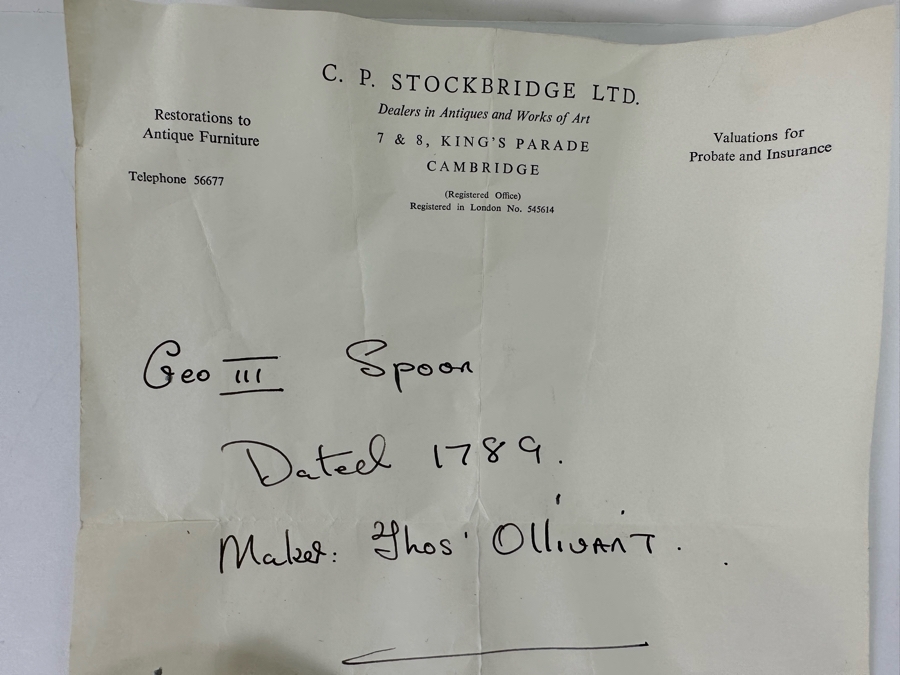 C. P. STOCKBRIDGE LTD.
Dealers in Antiques and Works of Art
7 & 8, KING'S PARADE
CAMBRIDGE
(Registered Office)
Registered in London No. 545614
Restorations to
Antique Furniture
Telephone 56677
Valuations for
Probate and Insurance
Geo III Spoon
Dated 1789.
Maker: Thos' Ollivant.